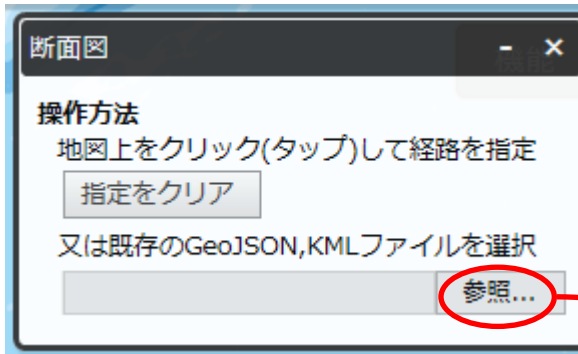 断面図
- ×
機能
操作方法
地図上をクリック(タップ)して経路を指定
指定をクリア
又は既存のGeoJSON,KMLファイルを選択
参照...